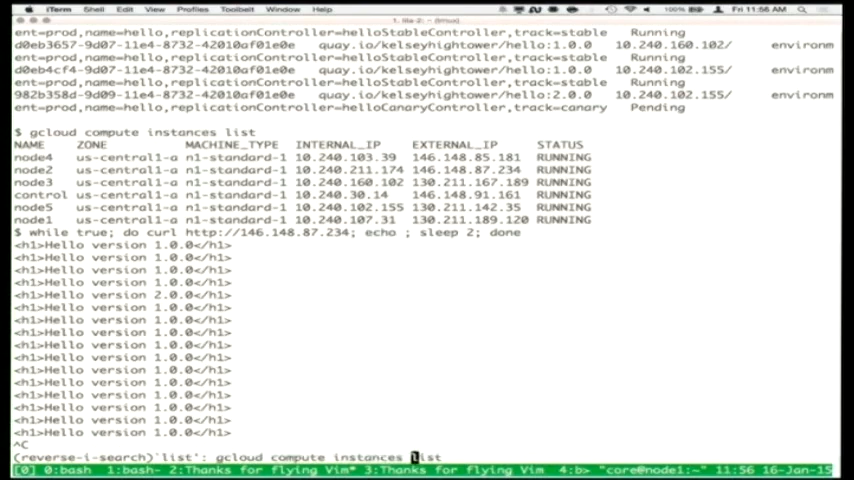 iTerm Shell Edit View Profiles Toolbelt Window Help 100% Fri 11:56 AM
ent=prod,name=hello,replicationController=helloStableController,track=stable Running
d0eb3657-9d07-11e4-8732-42010af01e0e quay.io/kelseyhightower/hello:1.0.0 10.240.160.102/ environm
ent=prod,name=hello,replicationController=helloStableController,track=stable Running
d0eb4cf4-9d07-11e4-8732-42010af01e0e quay.io/kelseyhightower/hello:1.0.0 10.240.102.155/ environm
ent=prod,name=hello,replicationController=helloStableController,track=stable Running
982b358d-9d09-11e4-8732-42010af01e0e quay.io/kelseyhightower/hello:2.0.0 10.240.102.155/ environm
ent=prod,name=hello,replicationController=helloCanaryController,track=canary Pending
$ gcloud compute instances list
NAME ZONE MACHINE_TYPE INTERNAL_IP EXTERNAL_IP STATUS
node4 us-central1-a n1-standard-1 10.240.103.39 146.148.85.181 RUNNING
node2 us-central1-a n1-standard-1 10.240.211.174 146.148.87.234 RUNNING
node3 us-central1-a n1-standard-1 10.240.160.102 130.211.167.189 RUNNING
control us-central1-a n1-standard-1 10.240.30.14 146.148.91.161 RUNNING
node5 us-central1-a n1-standard-1 10.240.102.155 130.211.142.35 RUNNING
node1 us-central1-a n1-standard-1 10.240.107.31 130.211.189.120 RUNNING
$ while true; do curl http://146.148.87.234; echo ; sleep 2; done
<h1>Hello version 1.0.0</h1>
<h1>Hello version 1.0.0</h1>
<h1>Hello version 1.0.0</h1>
<h1>Hello version 1.0.0</h1>
<h1>Hello version 2.0.0</h1>
<h1>Hello version 1.0.0</h1>
<h1>Hello version 1.0.0</h1>
<h1>Hello version 1.0.0</h1>
<h1>Hello version 1.0.0</h1>
<h1>Hello version 1.0.0</h1>
<h1>Hello version 1.0.0</h1>
<h1>Hello version 1.0.0</h1>
<h1>Hello version 1.0.0</h1>
<h1>Hello version 1.0.0</h1>
<h1>Hello version 1.0.0</h1>
<h1>Hello version 1.0.0</h1>
^C
(reverse-i-search)`list': gcloud compute instances list
[0] 0:bash 1:bash- 2:Thanks for flying Vim* 3:Thanks for flying Vim 4:b> "core@node1:~" 11:56 16-Jan-15